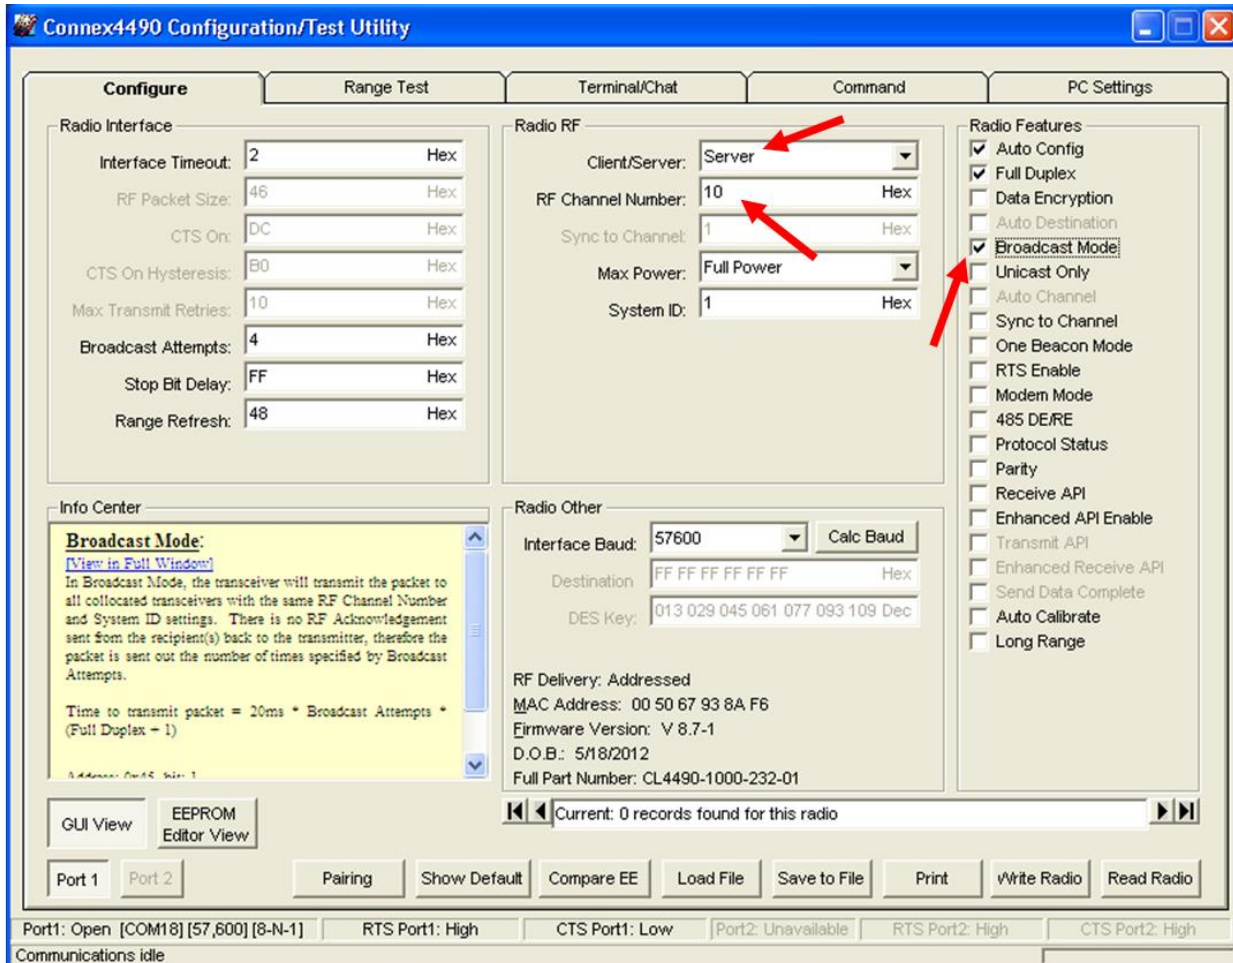 Connex4490 Configuration/Test Utility
Configure
Range Test
Terminal/Chat
Command
PC Settings
Radio Interface
Interface Timeout: 2 Hex
RF Packet Size: 46 Hex
CTS On: DC Hex
CTS On Hysteresis: B0 Hex
Max Transmit Retries: 10 Hex
Broadcast Attempts: 4 Hex
Stop Bit Delay: FF Hex
Range Refresh: 48 Hex
Radio RF
Client/Server: Server
RF Channel Number: 10 Hex
Sync to Channel: 1 Hex
Max Power: Full Power
System ID: 1 Hex
Radio Features
Auto Config
Full Duplex
Data Encryption
Auto Destination
Broadcast Mode
Unicast Only
Auto Channel
Sync to Channel
One Beacon Mode
RTS Enable
Modem Mode
485 DE/RE
Protocol Status
Parity
Receive API
Enhanced API Enable
Transmit API
Enhanced Receive API
Send Data Complete
Auto Calibrate
Long Range
Info Center
Broadcast Mode:
[View in Full Window]
In Broadcast Mode, the transceiver will transmit the packet to
all collocated transceivers with the same RF Channel Number
and System ID settings. There is no RF Acknowledgement
sent from the recipient(s) back to the transmitter, therefore the
packet is sent out the number of times specified by Broadcast
Attempts.
Time to transmit packet = 20ms * Broadcast Attempts *
(Full Duplex + 1)
Address: 0x45, bit: 1
Radio Other
Interface Baud: 57600 Calc Baud
Destination FF FF FF FF FF FF Hex
DES Key: 013 029 045 061 077 093 109 Dec
RF Delivery: Addressed
MAC Address: 00 50 67 93 8A F6
Firmware Version: V 8.7-1
D.O.B.: 5/18/2012
Full Part Number: CL4490-1000-232-01
Current: 0 records found for this radio
GUI View
EEPROM
Editor View
Port 1
Port 2
Pairing
Show Default
Compare EE
Load File
Save to File
Print
Write Radio
Read Radio
Port1: Open [COM18] [57,600] [8-N-1]
RTS Port1: High
CTS Port1: Low
Port2: Unavailable
RTS Port2: High
CTS Port2: High
Communications idle